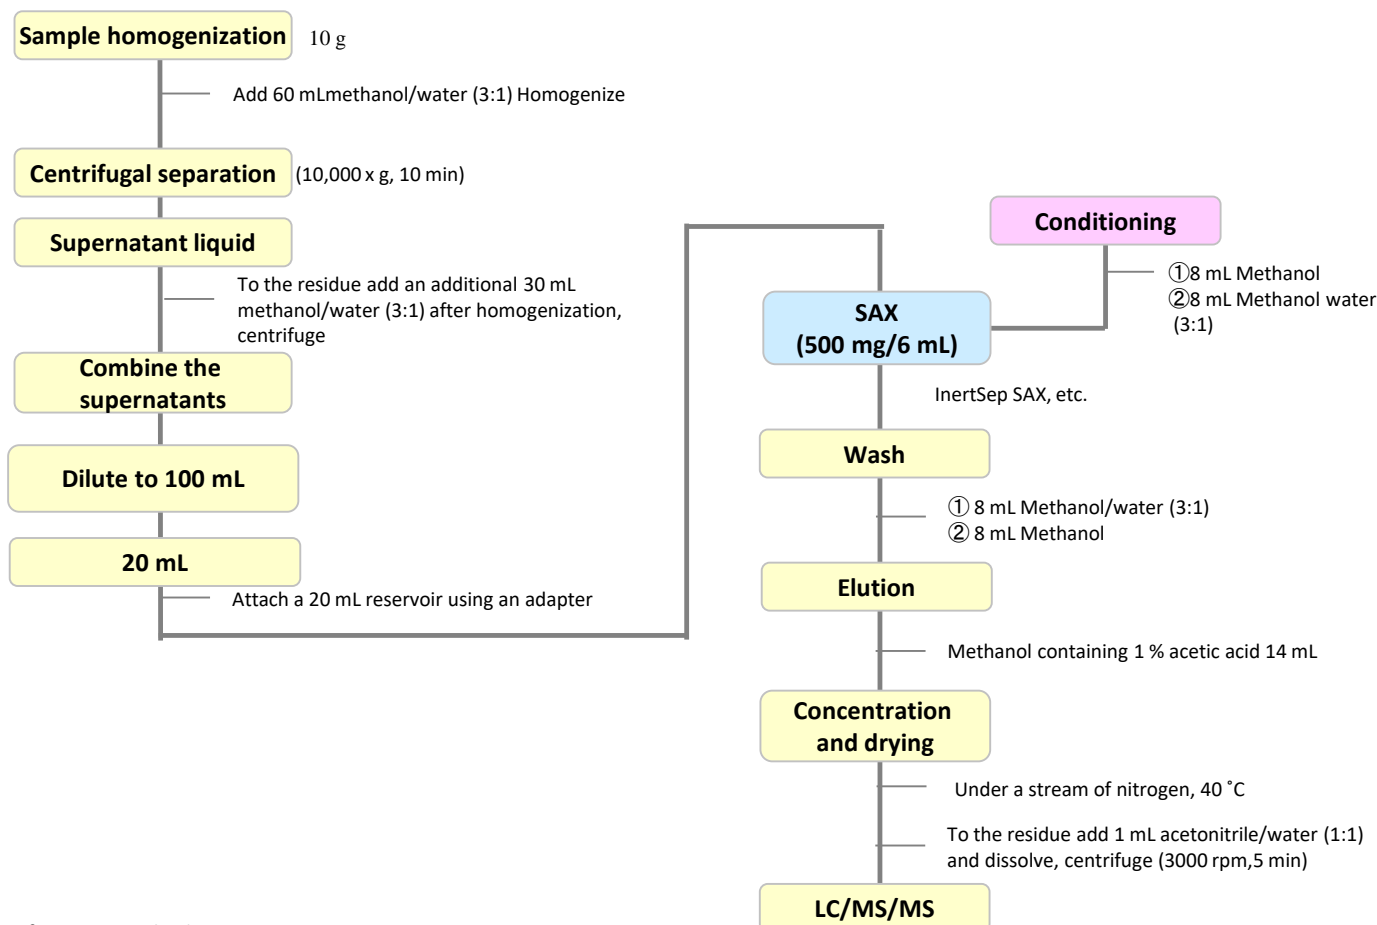 Sample homogenization 10 g
Add 60 mLmethanol/water (3:1) Homogenize
Centrifugal separation (10,000 x g, 10 min)
Supernatant liquid
To the residue add an additional 30 mL
methanol/water (3:1) after homogenization,
centrifuge
Combine the
supernatants
Dilute to 100 mL
20 mL
Attach a 20 mL reservoir using an adapter
Conditioning
①8 mL Methanol
②8 mL Methanol water
(3:1)
SAX
(500 mg/6 mL)
InertSep SAX, etc.
Wash
① 8 mL Methanol/water (3:1)
② 8 mL Methanol
Elution
Methanol containing 1 % acetic acid 14 mL
Concentration
and drying
Under a stream of nitrogen, 40 ˚C
To the residue add 1 mL acetonitrile/water (1:1)
and dissolve, centrifuge (3000 rpm,5 min)
LC/MS/MS